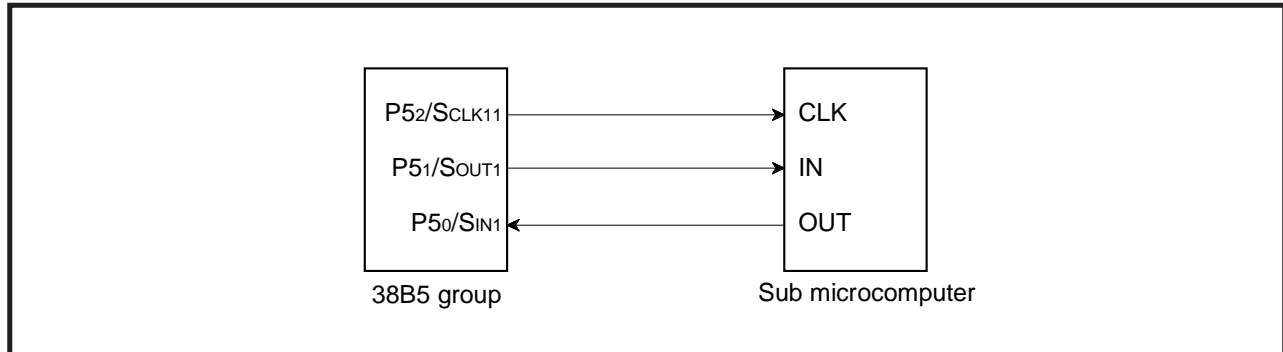 P52/SCLK11 CLK
P51/SOUT1 IN
P50/SIN1 OUT
38B5 group Sub microcomputer